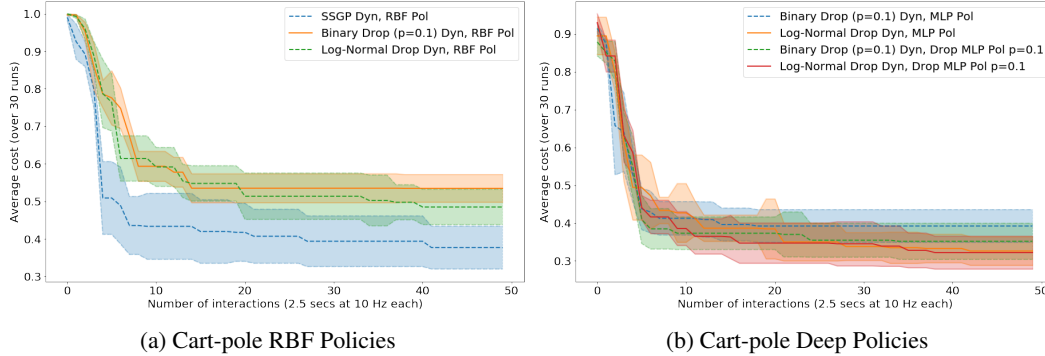 SSGP Dyn, RBF Pol
Binary Drop (p=0.1) Dyn, RBF Pol
Log-Normal Drop Dyn, RBF Pol
Average cost (over 30 runs)
1.0
0.9
0.8
0.7
0.6
0.5
0.4
0.3
0
10
20
30
40
50
Number of interactions (2.5 secs at 10 Hz each)
(a) Cart-pole RBF Policies
Binary Drop (p=0.1) Dyn, MLP Pol
Log-Normal Drop Dyn, MLP Pol
Binary Drop (p=0.1) Dyn, Drop MLP Pol p=0.1
Log-Normal Drop Dyn, Drop MLP Pol p=0.1
Average cost (over 30 runs)
0.9
0.8
0.7
0.6
0.5
0.4
0.3
0
10
20
30
40
50
Number of interactions (2.5 secs at 10 Hz each)
(b) Cart-pole Deep Policies